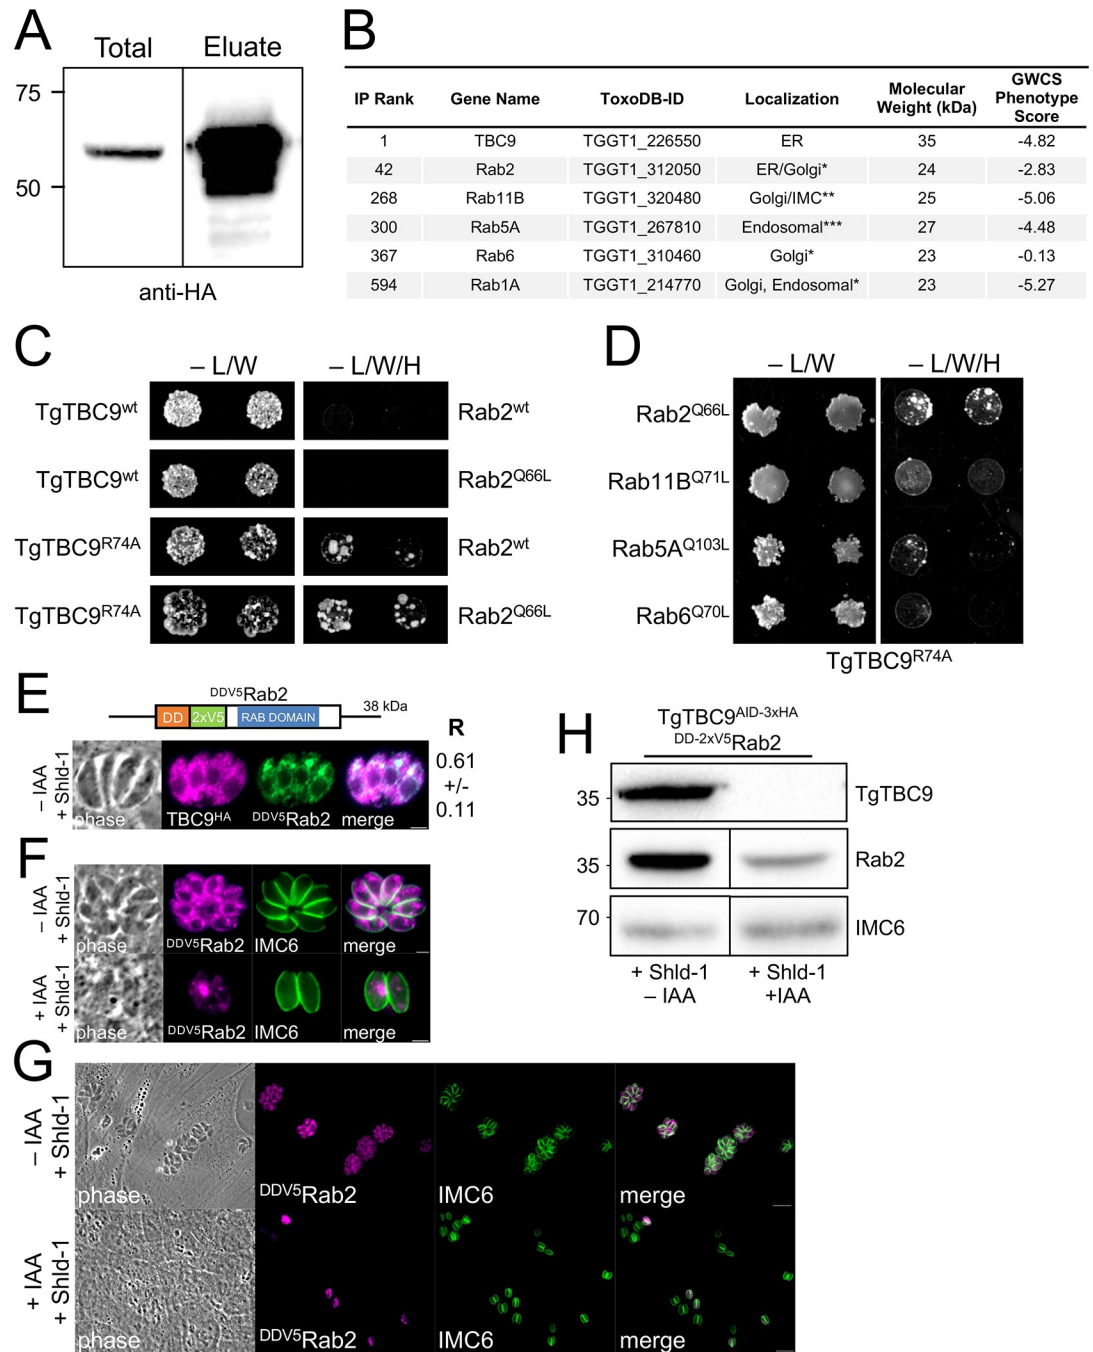 A
Total Eluate
75
50
anti-HA
B
IP Rank Gene Name ToxoDB-ID Localization Molecular Weight (kDa) GWCS Phenotype Score
1 TBC9 TGGT1_226550 ER 35 -4.82
42 Rab2 TGGT1_312050 ER/Golgi* 24 -2.83
268 Rab11B TGGT1_320480 Golgi/IMC** 25 -5.06
300 Rab5A TGGT1_267810 Endosomal*** 27 -4.48
367 Rab6 TGGT1_310460 Golgi* 23 -0.13
594 Rab1A TGGT1_214770 Golgi, Endosomal* 23 -5.27
C
– L/W – L/W/H
TgTBC9wt Rab2wt
TgTBC9wt Rab2Q66L
TgTBC9R74A Rab2wt
TgTBC9R74A Rab2Q66L
D
– L/W – L/W/H
Rab2Q66L
Rab11BQ71L
Rab5AQ103L
Rab6Q70L
TgTBC9R74A
E
DDV5Rab2
38 kDa
DD 2xV5 RAB DOMAIN
R
– IAA
+ Shld-1
phase TBC9HA DDV5Rab2 merge
0.61
+/-
0.11
F
– IAA
+ Shld-1
phase DDV5Rab2 IMC6 merge
+ IAA
+ Shld-1
phase DDV5Rab2 IMC6 merge
G
– IAA
+ Shld-1
phase DDV5Rab2 IMC6 merge
+ IAA
+ Shld-1
phase DDV5Rab2 IMC6 merge
H
TgTBC9AID-3xHA
DD-2xV5Rab2
35 TgTBC9
35 Rab2
70 IMC6
+ Shld-1 + Shld-1
– IAA +IAA